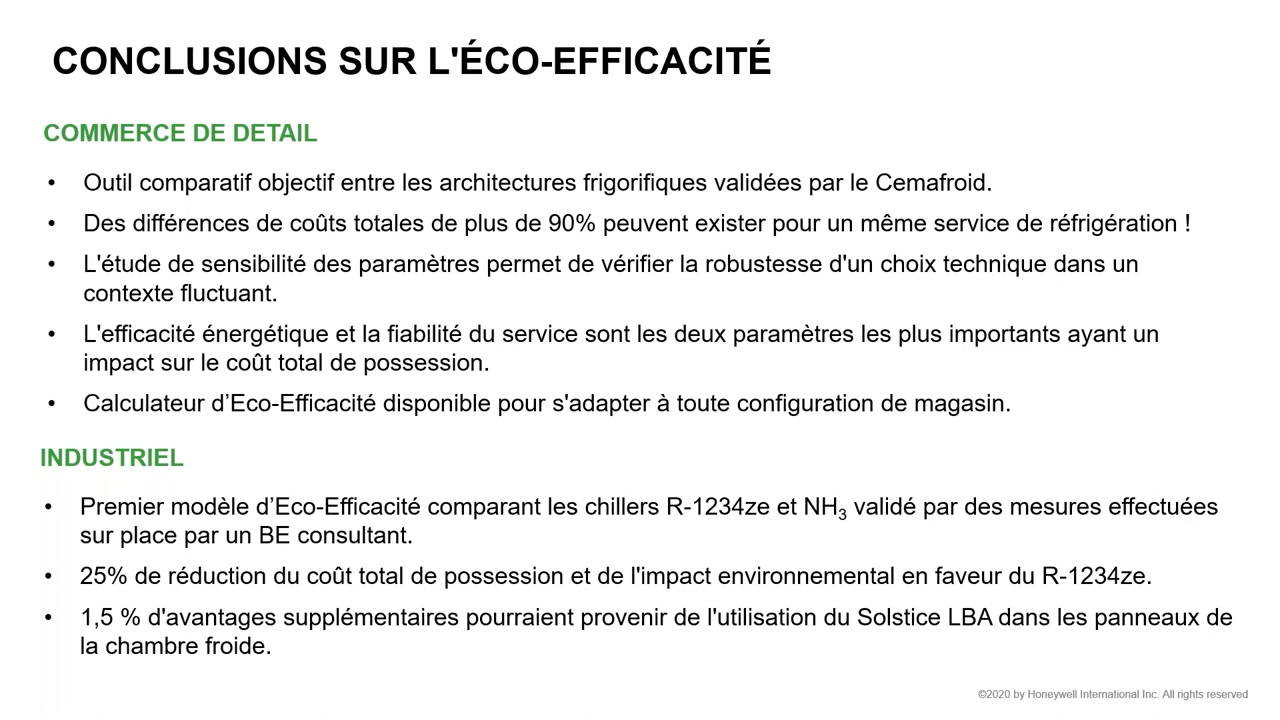 CONCLUSIONS SUR L'ÉCO-EFFICACITÉ
COMMERCE DE DETAIL
• Outil comparatif objectif entre les architectures frigorifiques validées par le Cemafroid.
• Des différences de coûts totales de plus de 90% peuvent exister pour un même service de réfrigération !
• L'étude de sensibilité des paramètres permet de vérifier la robustesse d'un choix technique dans un
contexte fluctuant.
• L'efficacité énergétique et la fiabilité du service sont les deux paramètres les plus importants ayant un
impact sur le coût total de possession.
• Calculateur d’Eco-Efficacité disponible pour s'adapter à toute configuration de magasin.
INDUSTRIEL
• Premier modèle d’Eco-Efficacité comparant les chillers R-1234ze et NH₃ validé par des mesures effectuées
sur place par un BE consultant.
• 25% de réduction du coût total de possession et de l'impact environnemental en faveur du R-1234ze.
• 1,5 % d'avantages supplémentaires pourraient provenir de l'utilisation du Solstice LBA dans les panneaux de
la chambre froide.
©2020 by Honeywell International Inc. All rights reserved